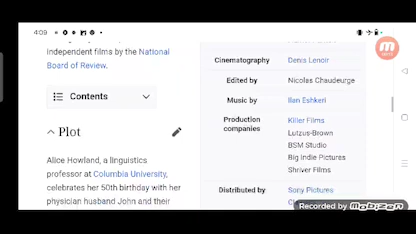 4:09
independent films by the National
Board of Review.
Contents
Plot
Alice Howland, a linguistics
professor at Columbia University,
celebrates her 50th birthday with her
physician husband John and their
Cinematography Denis Lenoir
Edited by Nicolas Chaudeurge
Music by Ilan Eshkeri
Production Killer Films
companies Lutzus-Brown
BSM Studio
Big Indie Pictures
Shriver Films
Distributed by Sony Pictures
Recorded by Mobizen